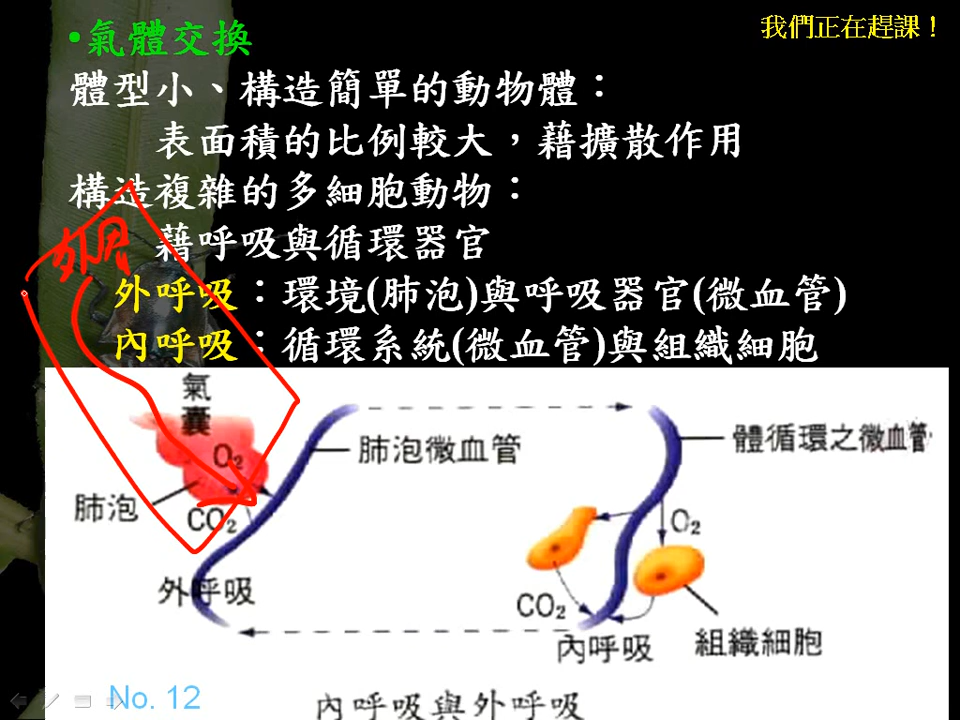 我們正在趕課！
•氣體交換
體型小、構造簡單的動物體：
表面積的比例較大，藉擴散作用
構造複雜的多細胞動物：
藉呼吸與循環器官
外呼吸：環境(肺泡)與呼吸器官(微血管)
內呼吸：循環系統(微血管)與組織細胞
氣囊
O₂
肺泡微血管
體循環之微血管
肺泡
CO₂
O₂
外呼吸
CO₂
組織細胞
內呼吸
No. 12
內呼吸與外呼吸